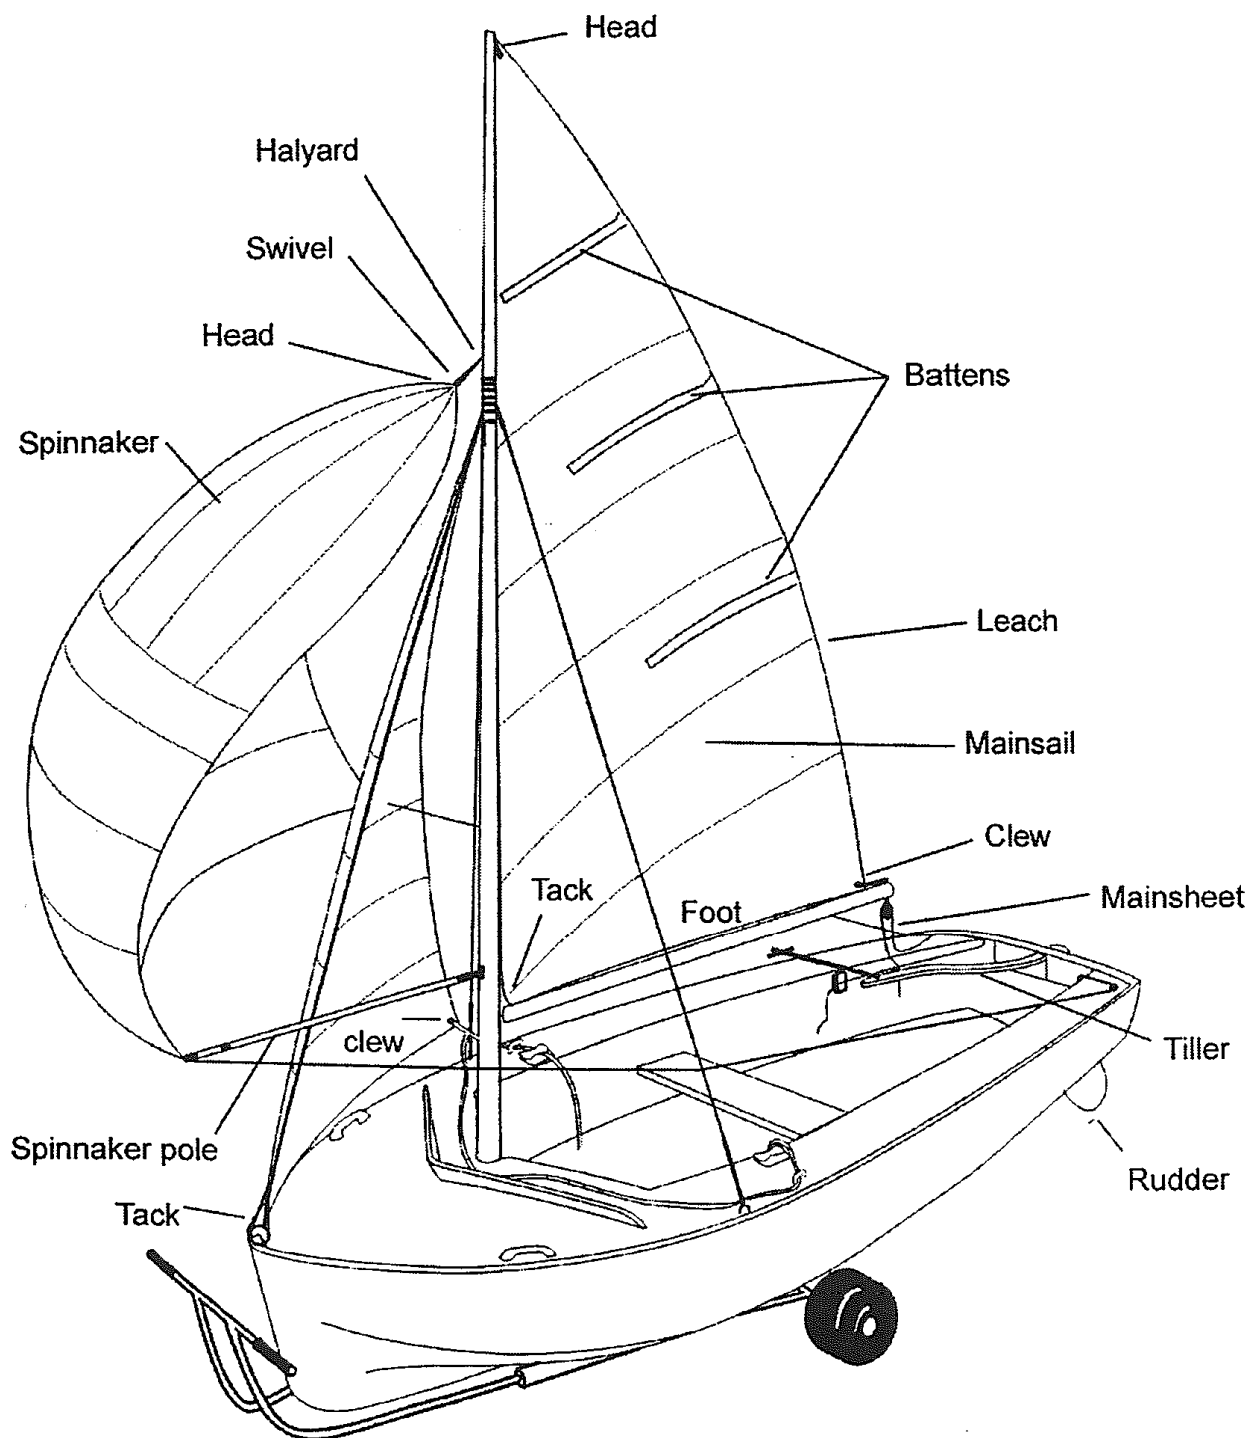 Head
Halyard
Swivel
Head
Battens
Spinnaker
Leach
Mainsail
Clew
Tack
Foot
Mainsheet
clew
Tiller
Spinnaker pole
Rudder
Tack